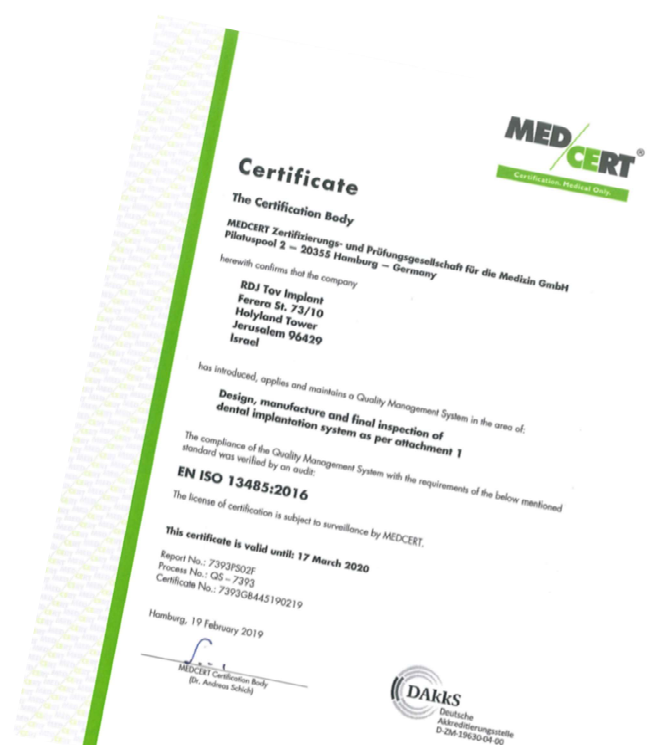 MED/CERT®
Certification. Medical Only.
Certificate
The Certification Body
MEDCERT Zertifizierungs- und Prüfungsgesellschaft für die Medizin GmbH
Pilatuspool 2 – 20355 Hamburg – Germany
herewith confirms that the company
RDJ Tov Implant
Ferera St. 73/10
Holyland Tower
Jerusalem 96429
Israel
has introduced, applies and maintains a Quality Management System in the area of:
Design, manufacture and final inspection of
dental implantation system as per attachment 1
The compliance of the Quality Management System with the requirements of the below mentioned
standard was verified by an audit:
EN ISO 13485:2016
The license of certification is subject to surveillance by MEDCERT.
This certificate is valid until: 17 March 2020
Report No.: 7393PS02F
Process No.: QS – 7393
Certificate No.: 7393GB445190219
Hamburg, 19 February 2019
MEDCERT Certification Body
(Dr. Andreas Schich)
DAkkS
Deutsche
Akkreditierungsstelle
D-ZM-19630-04-00